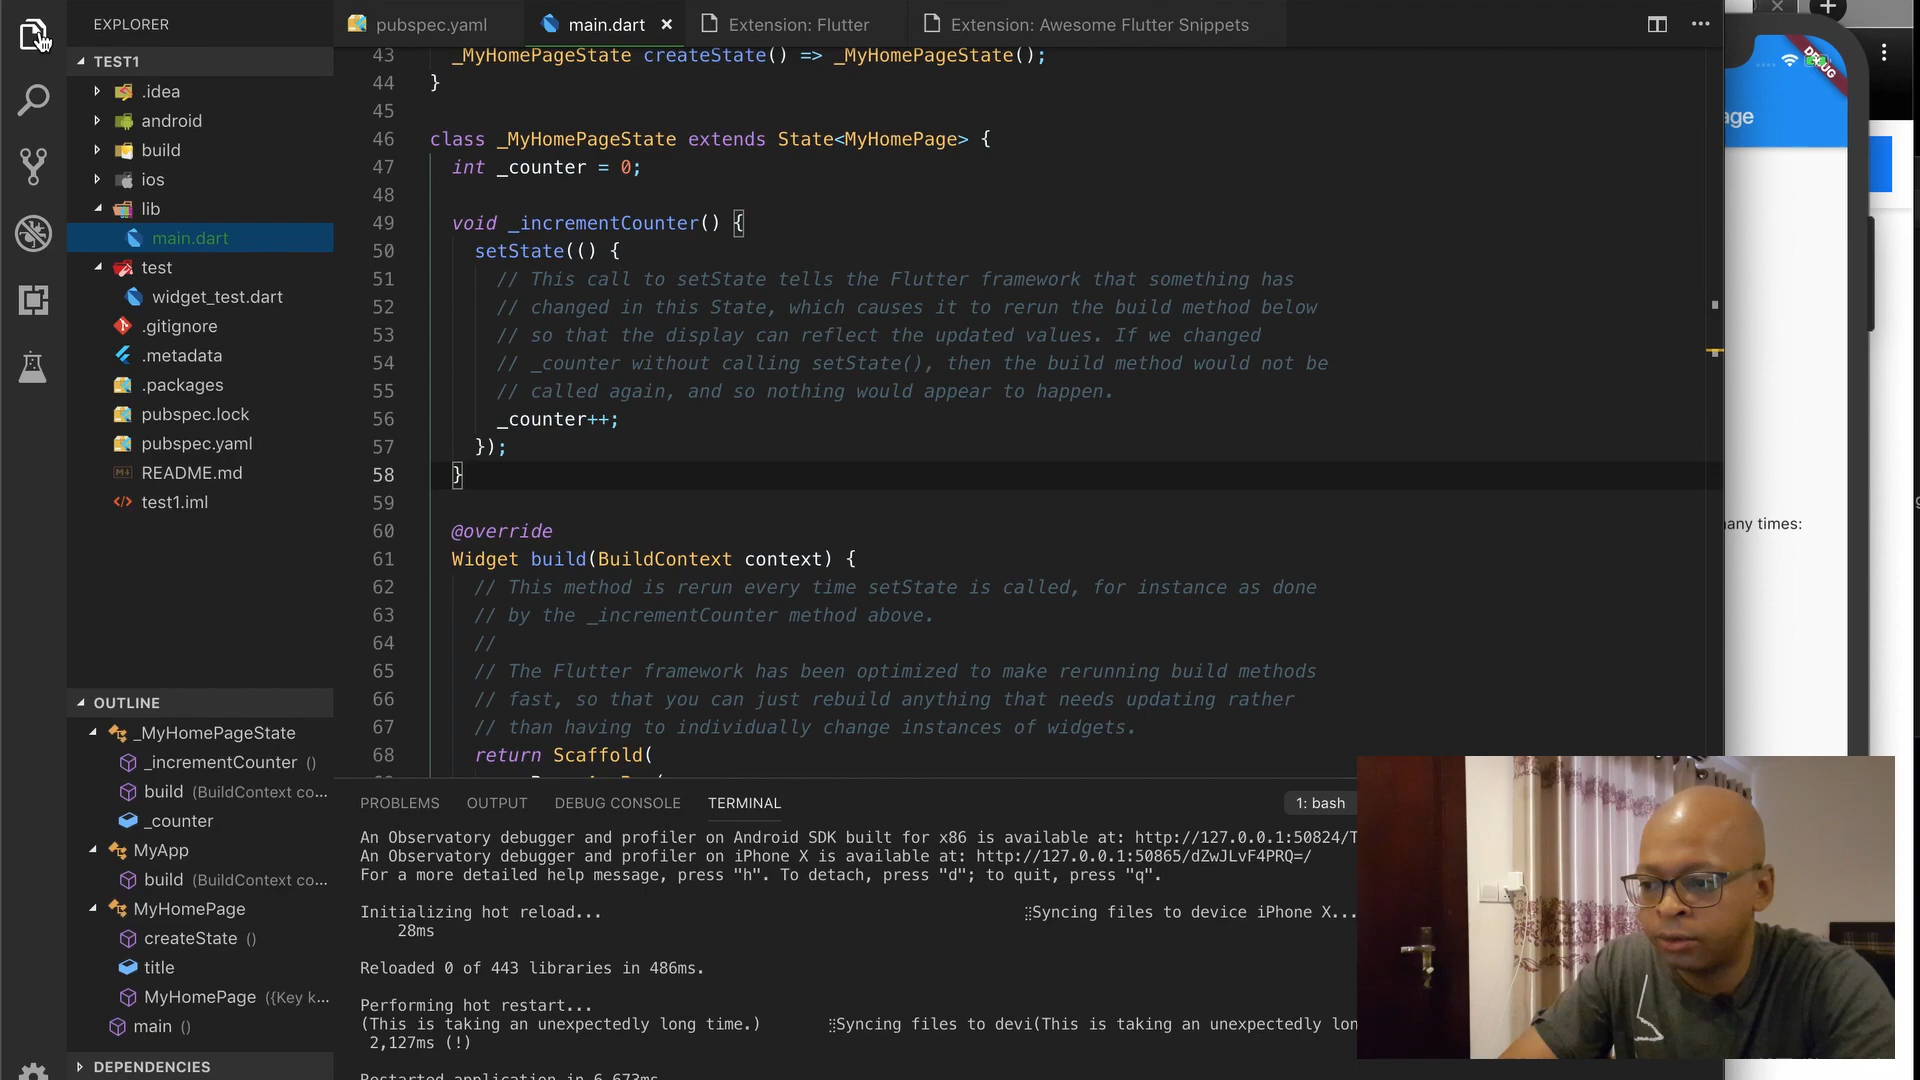 EXPLORER
TEST1
.idea
android
build
ios
lib
main.dart
test
widget_test.dart
.gitignore
.metadata
.packages
pubspec.lock
pubspec.yaml
README.md
test1.iml
OUTLINE
_MyHomePageState
_incrementCounter ()
build (BuildContext co...
_counter
MyApp
build (BuildContext co...
MyHomePage
createState ()
title
MyHomePage ({Key k...
main ()
DEPENDENCIES
pubspec.yaml
main.dart
Extension: Flutter
Extension: Awesome Flutter Snippets
43 _MyHomePageState createState() => _MyHomePageState();
44 }
45
46 class _MyHomePageState extends State<MyHomePage> {
47 int _counter = 0;
48
49 void _incrementCounter() {
50 setState(() {
51 // This call to setState tells the Flutter framework that something has
52 // changed in this State, which causes it to rerun the build method below
53 // so that the display can reflect the updated values. If we changed
54 // _counter without calling setState(), then the build method would not be
55 // called again, and so nothing would appear to happen.
56 _counter++;
57 });
58 }
59
60 @override
61 Widget build(BuildContext context) {
62 // This method is rerun every time setState is called, for instance as done
63 // by the _incrementCounter method above.
64 //
65 // The Flutter framework has been optimized to make rerunning build methods
66 // fast, so that you can just rebuild anything that needs updating rather
67 // than having to individually change instances of widgets.
68 return Scaffold(
PROBLEMS
OUTPUT
DEBUG CONSOLE
TERMINAL
1: bash
An Observatory debugger and profiler on Android SDK built for x86 is available at: http://127.0.0.1:50824/T
An Observatory debugger and profiler on iPhone X is available at: http://127.0.0.1:50865/dZwJLvF4PRQ=/
For a more detailed help message, press "h". To detach, press "d"; to quit, press "q".
Initializing hot reload... Syncing files to device iPhone X...
28ms
Reloaded 0 of 443 libraries in 486ms.
Performing hot restart...
(This is taking an unexpectedly long time.) Syncing files to devi(This is taking an unexpectedly lon
2,127ms (!)
Restarted application in 6,673ms.
DEBUG
age
any times: